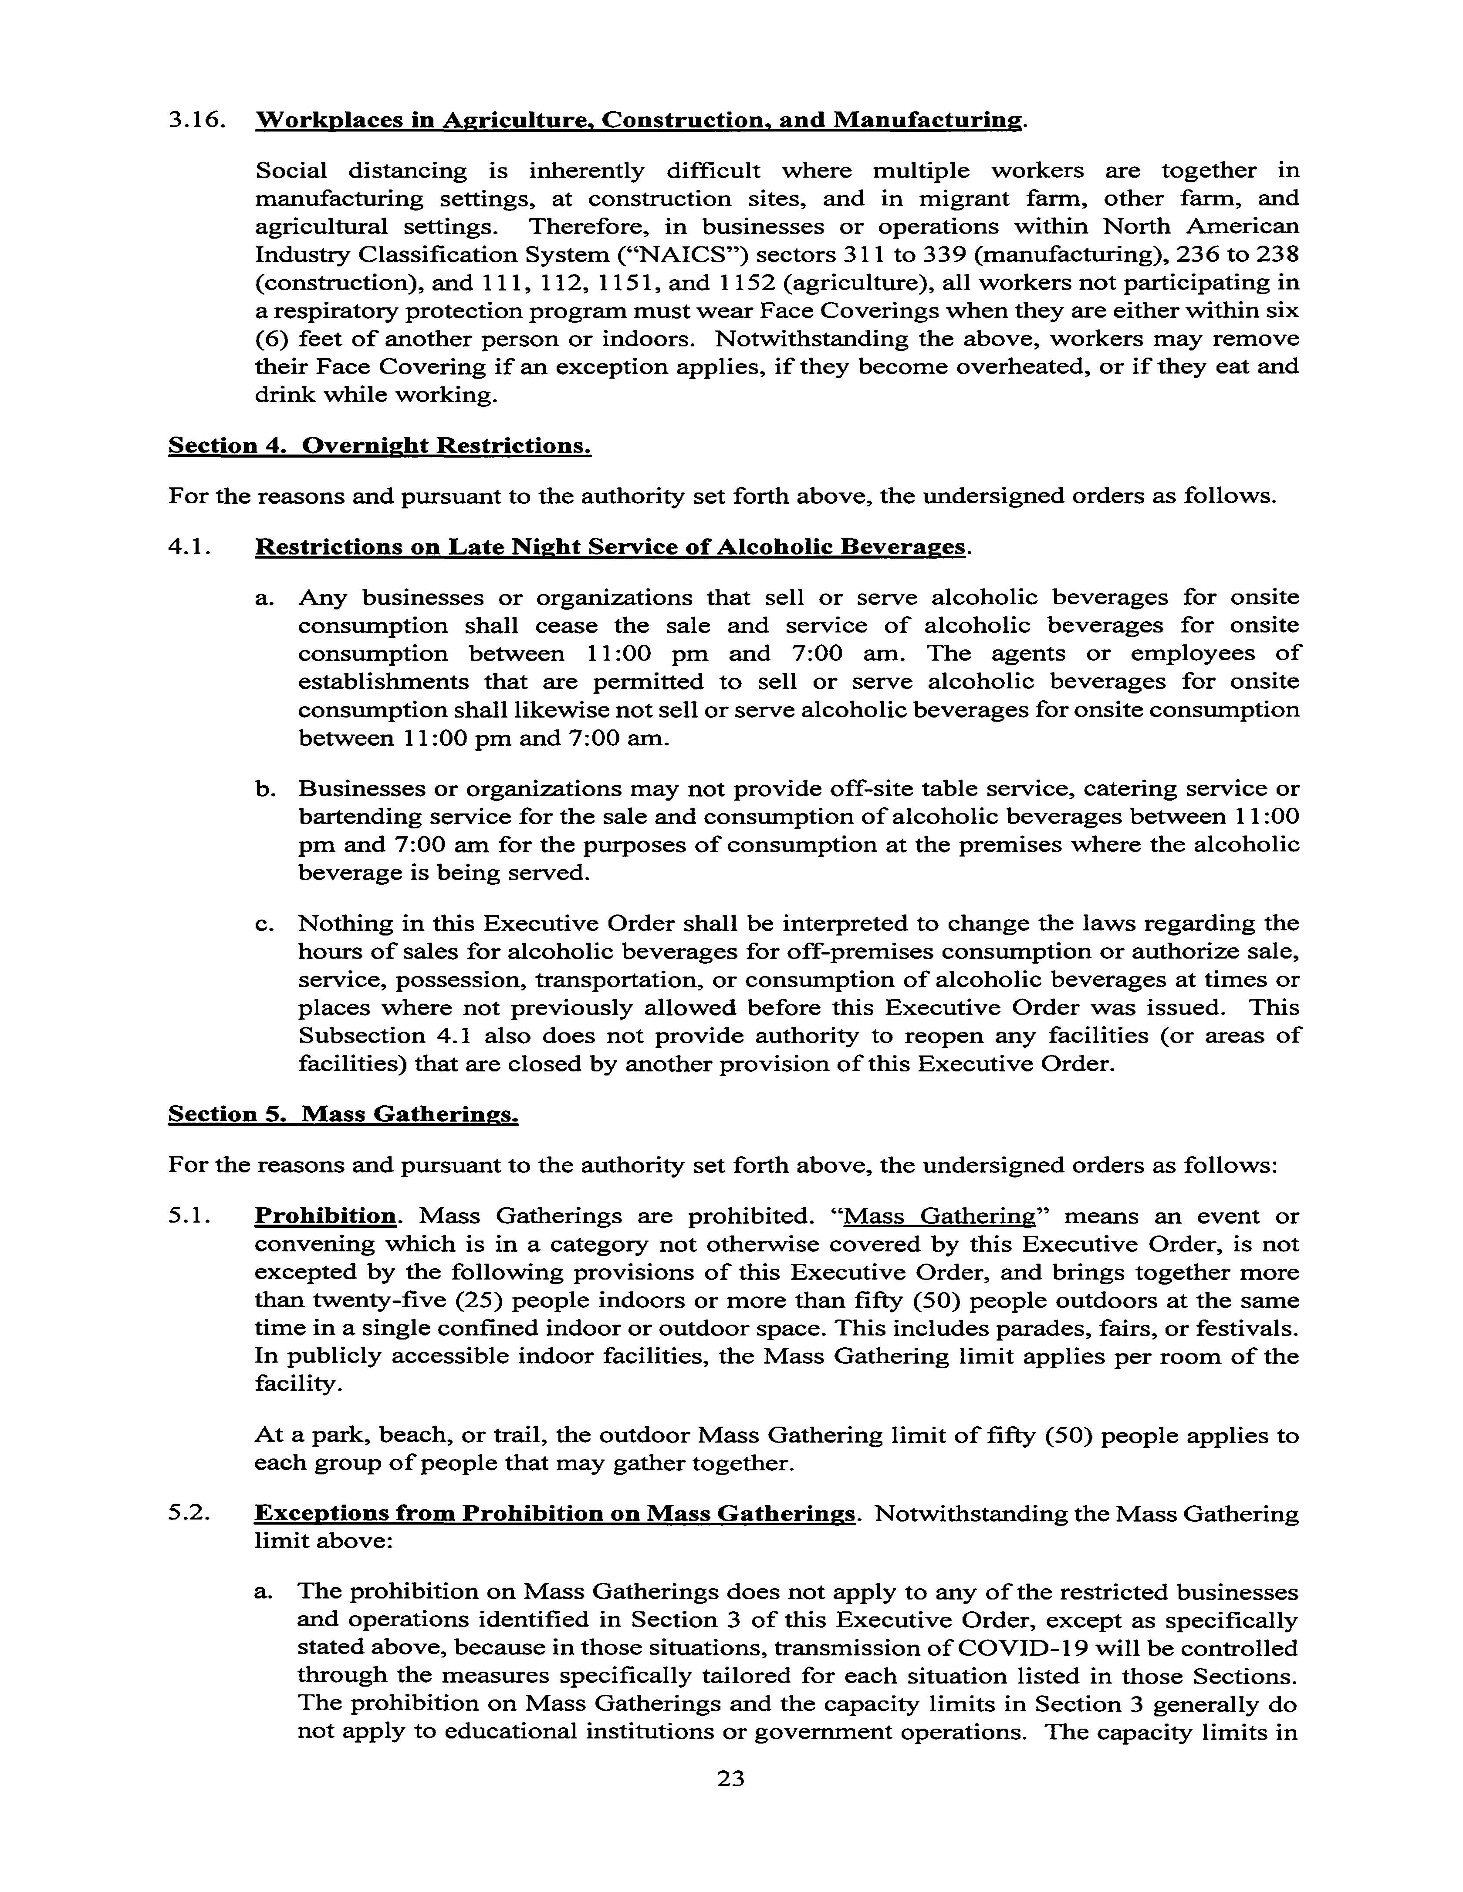 3.16. Workplaces in Agriculture, Construction, and Manufacturing.
Social distancing is inherently difficult where multiple workers are together in
manufacturing settings, at construction sites, and in migrant farm, other farm, and
agricultural settings. Therefore, in businesses or operations within North American
Industry Classification System (“NAICS”) sectors 311 to 339 (manufacturing), 236 to 238
(construction), and 111, 112, 1151, and 1152 (agriculture), all workers not participating in
a respiratory protection program must wear Face Coverings when they are either within six
(6) feet of another person or indoors. Notwithstanding the above, workers may remove
their Face Covering if an exception applies, if they become overheated, or if they eat and
drink while working.
Section 4. Overnight Restrictions.
For the reasons and pursuant to the authority set forth above, the undersigned orders as follows.
4.1. Restrictions on Late Night Service of Alcoholic Beverages.
a. Any businesses or organizations that sell or serve alcoholic beverages for onsite
consumption shall cease the sale and service of alcoholic beverages for onsite
consumption between 11:00 pm and 7:00 am. The agents or employees of
establishments that are permitted to sell or serve alcoholic beverages for onsite
consumption shall likewise not sell or serve alcoholic beverages for onsite consumption
between 11:00 pm and 7:00 am.
b. Businesses or organizations may not provide off-site table service, catering service or
bartending service for the sale and consumption of alcoholic beverages between 11:00
pm and 7:00 am for the purposes of consumption at the premises where the alcoholic
beverage is being served.
c. Nothing in this Executive Order shall be interpreted to change the laws regarding the
hours of sales for alcoholic beverages for off-premises consumption or authorize sale,
service, possession, transportation, or consumption of alcoholic beverages at times or
places where not previously allowed before this Executive Order was issued. This
Subsection 4.1 also does not provide authority to reopen any facilities (or areas of
facilities) that are closed by another provision of this Executive Order.
Section 5. Mass Gatherings.
For the reasons and pursuant to the authority set forth above, the undersigned orders as follows:
5.1. Prohibition. Mass Gatherings are prohibited. “Mass Gathering” means an event or
convening which is in a category not otherwise covered by this Executive Order, is not
excepted by the following provisions of this Executive Order, and brings together more
than twenty-five (25) people indoors or more than fifty (50) people outdoors at the same
time in a single confined indoor or outdoor space. This includes parades, fairs, or festivals.
In publicly accessible indoor facilities, the Mass Gathering limit applies per room of the
facility.
At a park, beach, or trail, the outdoor Mass Gathering limit of fifty (50) people applies to
each group of people that may gather together.
5.2. Exceptions from Prohibition on Mass Gatherings. Notwithstanding the Mass Gathering
limit above:
a. The prohibition on Mass Gatherings does not apply to any of the restricted businesses
and operations identified in Section 3 of this Executive Order, except as specifically
stated above, because in those situations, transmission of COVID-19 will be controlled
through the measures specifically tailored for each situation listed in those Sections.
The prohibition on Mass Gatherings and the capacity limits in Section 3 generally do
not apply to educational institutions or government operations. The capacity limits in
23